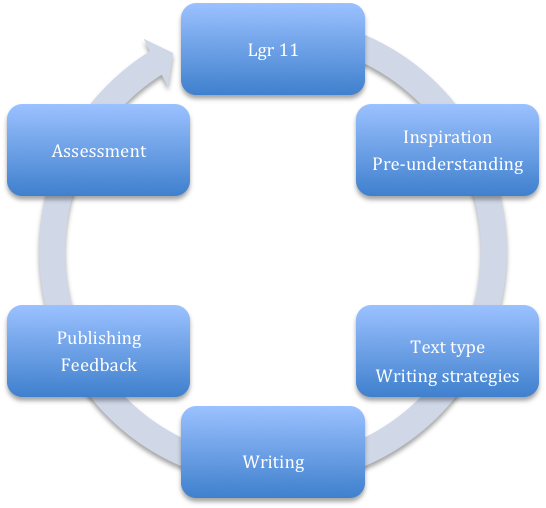 Lgr 11
Inspiration
Pre-understanding
Text type
Writing strategies
Writing
Publishing
Feedback
Assessment